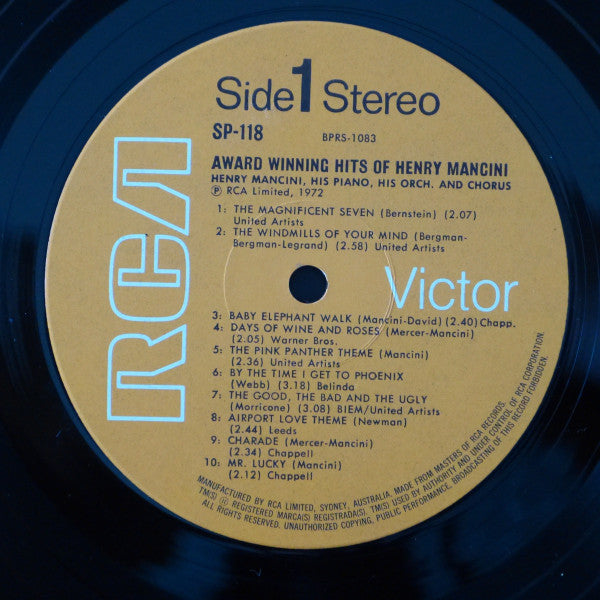 Side 1 Stereo
SP-118
BPRS-1083
AWARD WINNING HITS OF HENRY MANCINI
HENRY MANCINI, HIS PIANO, HIS ORCH. AND CHORUS
Ⓟ RCA Limited, 1972
1: THE MAGNIFICENT SEVEN (Bernstein) (2.07)
United Artists
2: THE WINDMILLS OF YOUR MIND (Bergman-
Bergman-Legrand) (2.58) United Artists
RCA
Victor
3: BABY ELEPHANT WALK (Mancini-David) (2.40) Chapp.
4: DAYS OF WINE AND ROSES (Mercer-Mancini)
(2.05) Warner Bros.
5: THE PINK PANTHER THEME (Mancini)
(2.36) United Artists
6: BY THE TIME I GET TO PHOENIX
(Webb) (3.18) Belinda
7: THE GOOD, THE BAD AND THE UGLY
(Morricone) (3.08) BIEM/United Artists
8: AIRPORT LOVE THEME (Newman)
(2.44) Leeds
9: CHARADE (Mercer-Mancini)
(2.34) Chappell
10: MR. LUCKY (Mancini)
(2.12) Chappell
MANUFACTURED BY RCA LIMITED, SYDNEY, AUSTRALIA. MADE FROM MASTERS OF RCA RECORDS.
TM(S) ® REGISTERED MARCA(S) REGISTRADA(S). TM(S) USED BY AUTHORITY AND UNDER CONTROL OF RCA CORPORATION.
ALL RIGHTS RESERVED. UNAUTHORIZED COPYING, PUBLIC PERFORMANCE, BROADCASTING OF THIS RECORD FORBIDDEN.